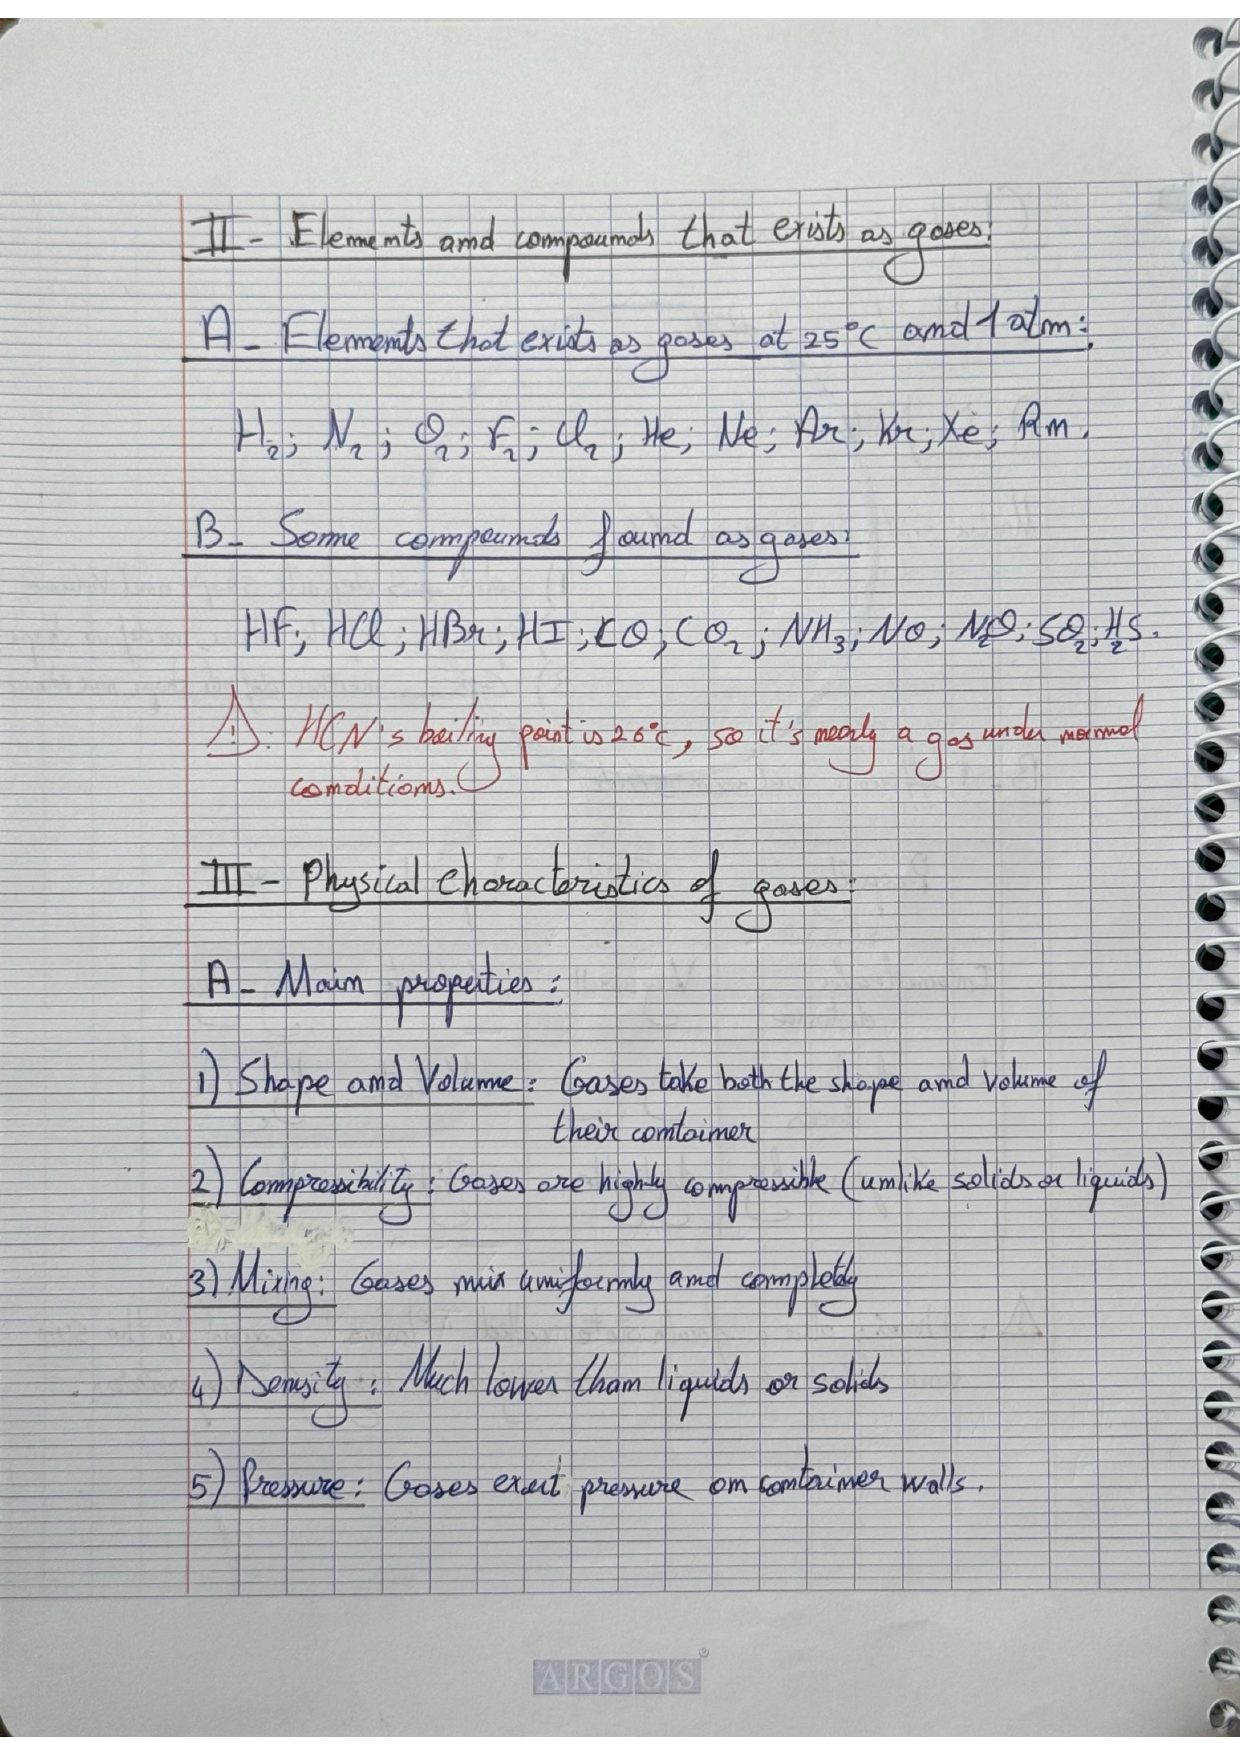 II - Elements and compounds that exists as gases:
A - Elements that exists as gases at 25°C and 1 atm:
H₂; N₂; O₂; F₂; Cl₂; He; Ne; Ar; Kr; Xe; Rn.
B - Some compounds found as gases:
HF; HCl; HBr; HI; CO; CO₂; NH₃; NO; N₂O; SO₂; H₂S.
⚠: HCN's boiling point is 26°C, so it's nearly a gas under normal
conditions.
III - Physical characteristics of gases:
A - Main properties:
1) Shape and Volume: Gases take both the shape and volume of
their container
2) Compressibility: Gases are highly compressible (unlike solids or liquids)
3) Mixing: Gases mix uniformly and completely
4) Density: Much lower than liquids or solids
5) Pressure: Gases exert pressure on container walls.
ARGOS®